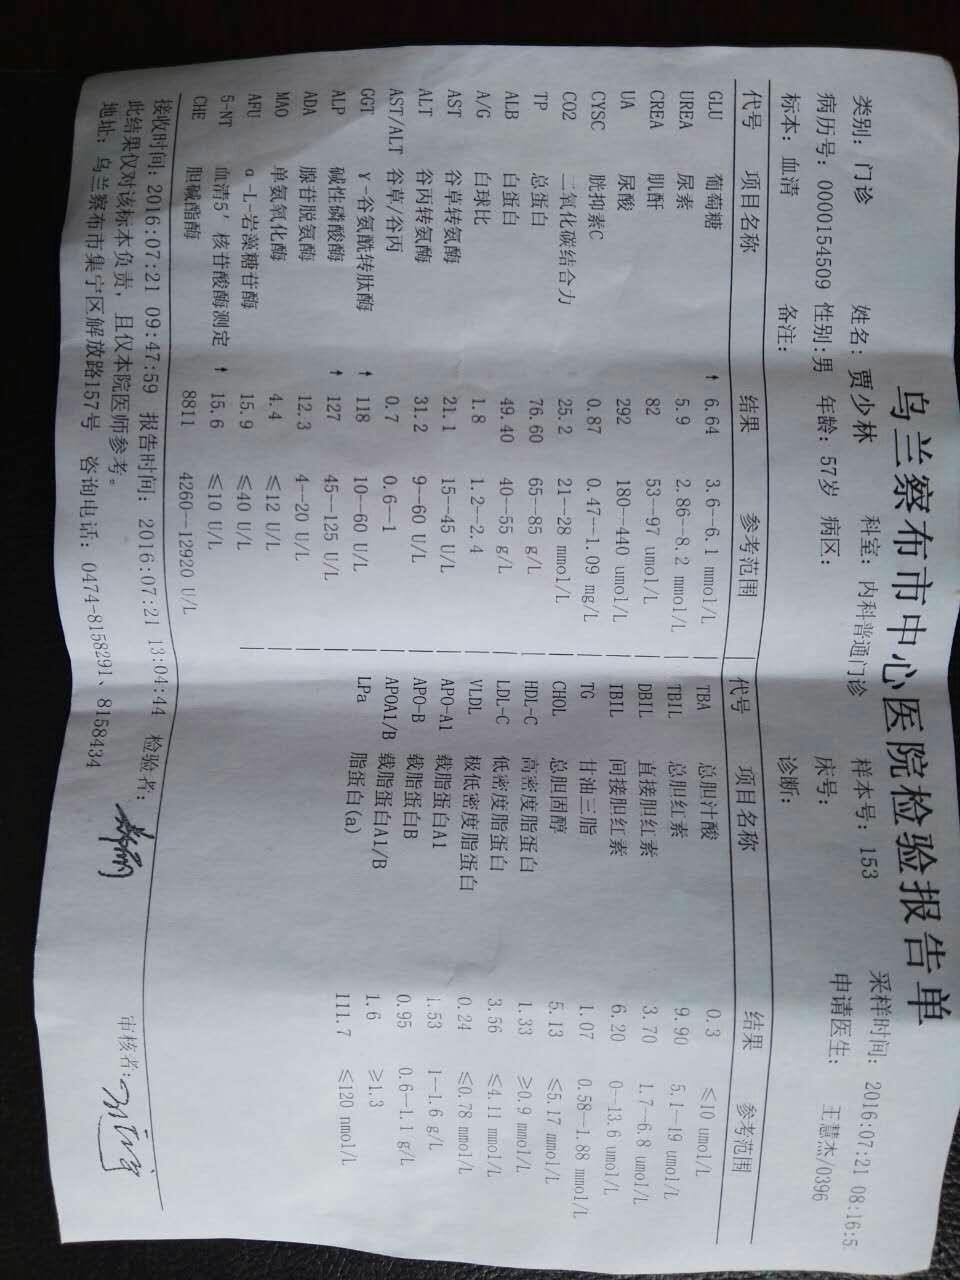 乌兰察布市中心医院检验报告单
类别: 门诊 姓名: 贾少林 科室: 内科普通门诊 样本号: 153 采样时间: 2016:07:21 08:16:5
病历号: 0000154509 性别:男 年龄: 57岁 病区: 床号: 申请医生: 王慧杰/0396
标本: 血清 备注: 诊断:
代号 项目名称 结果 参考范围 代号 项目名称 结果 参考范围
GLU 葡萄糖 ↑ 6.64 3.6--6.1 mmol/L TBA 总胆汁酸 0.3 ≤10 umol/L
UREA 尿素 5.9 2.86--8.2 mmol/L TBIL 总胆红素 9.90 5.1--19 umol/L
CREA 肌酐 82 53--97 umol/L DBIL 直接胆红素 3.70 1.7--6.8 umol/L
UA 尿酸 292 180--440 umol/L IBIL 间接胆红素 6.20 0--13.6 umol/L
CYSC 胱抑素C 0.87 0.47--1.09 mg/L TG 甘油三脂 1.07 0.58--1.88 mmol/L
CO2 二氧化碳结合力 25.2 21--28 mmol/L CHOL 总胆固醇 5.13 ≤5.17 mmol/L
TP 总蛋白 76.60 65--85 g/L HDL-C 高密度脂蛋白 1.33 ≥0.9 mmol/L
ALB 白蛋白 49.40 40--55 g/L LDL-C 低密度脂蛋白 3.56 ≤4.11 mmol/L
A/G 白球比 1.8 1.2--2.4 VLDL 极低密度脂蛋白 0.24 ≤0.78 mmol/L
AST 谷草转氨酶 21.1 15--45 U/L APO-A1 载脂蛋白A1 1.53 1--1.6 g/L
ALT 谷丙转氨酶 31.2 9--60 U/L APO-B 载脂蛋白B 0.95 0.6--1.1 g/L
AST/ALT 谷草/谷丙 0.7 0.6--1 APOA1/B 载脂蛋白A1/B 1.6 ≥1.3
GGT γ-谷氨酰转肽酶 ↑ 118 10--60 U/L LPa 脂蛋白(a) 111.7 ≤120 nmol/L
ALP 碱性磷酸酶 ↑ 127 45--125 U/L
ADA 腺苷脱氨酶 12.3 4--20 U/L
MAO 单氨氧化酶 4.4 ≤12 U/L
AFU α-L-岩藻糖苷酶 15.9 ≤40 U/L
5-NT 血清5′核苷酸酶测定 ↑ 15.6 ≤10 U/L
CHE 胆碱酯酶 8811 4260--12920 U/L
接收时间: 2016:07:21 09:47:59 报告时间: 2016:07:21 13:04:44 检验者: 审核者:
此结果仅对该标本负责, 且仅本院医师参考。
地址: 乌兰察布市集宁区解放路157号 咨询电话: 0474-8158291、8158434